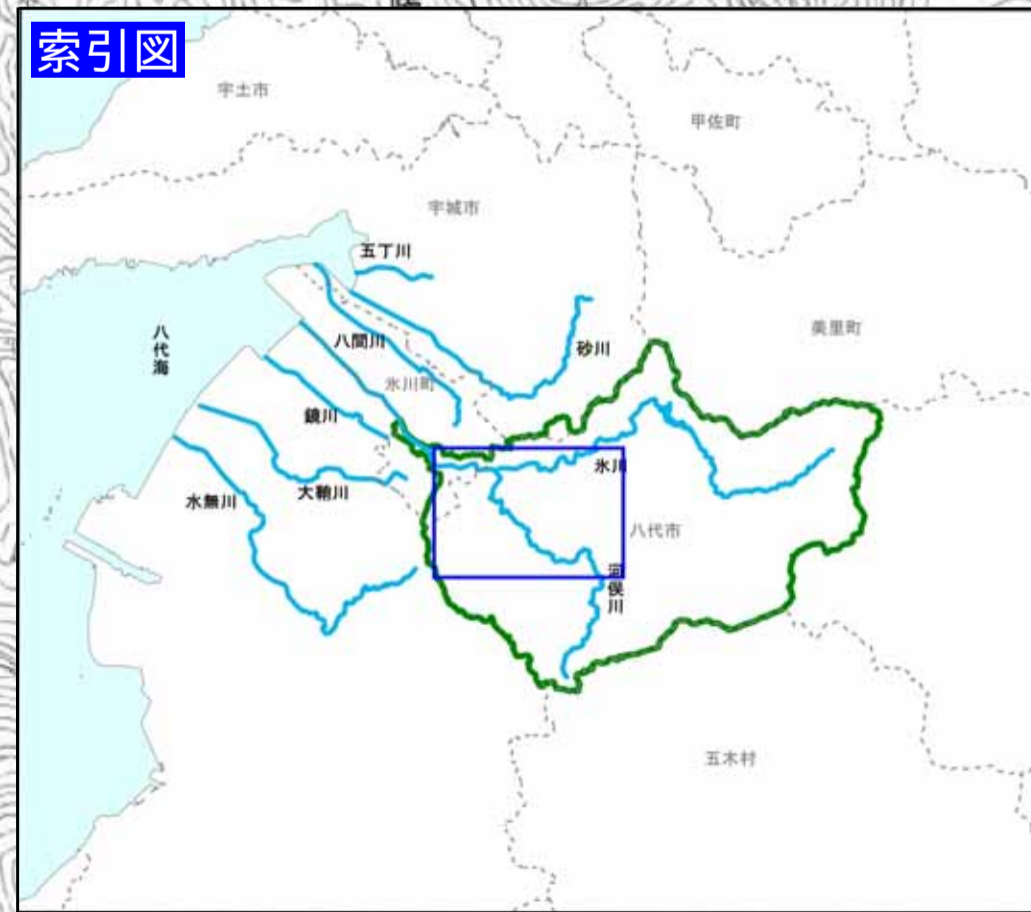 索引図
宇土市
甲佐町
宇城市
五丁川
美里町
八代海
八間川
砂川
氷川町
鏡川
氷川
大鞘川
水無川
八代市
河俣川
五木村